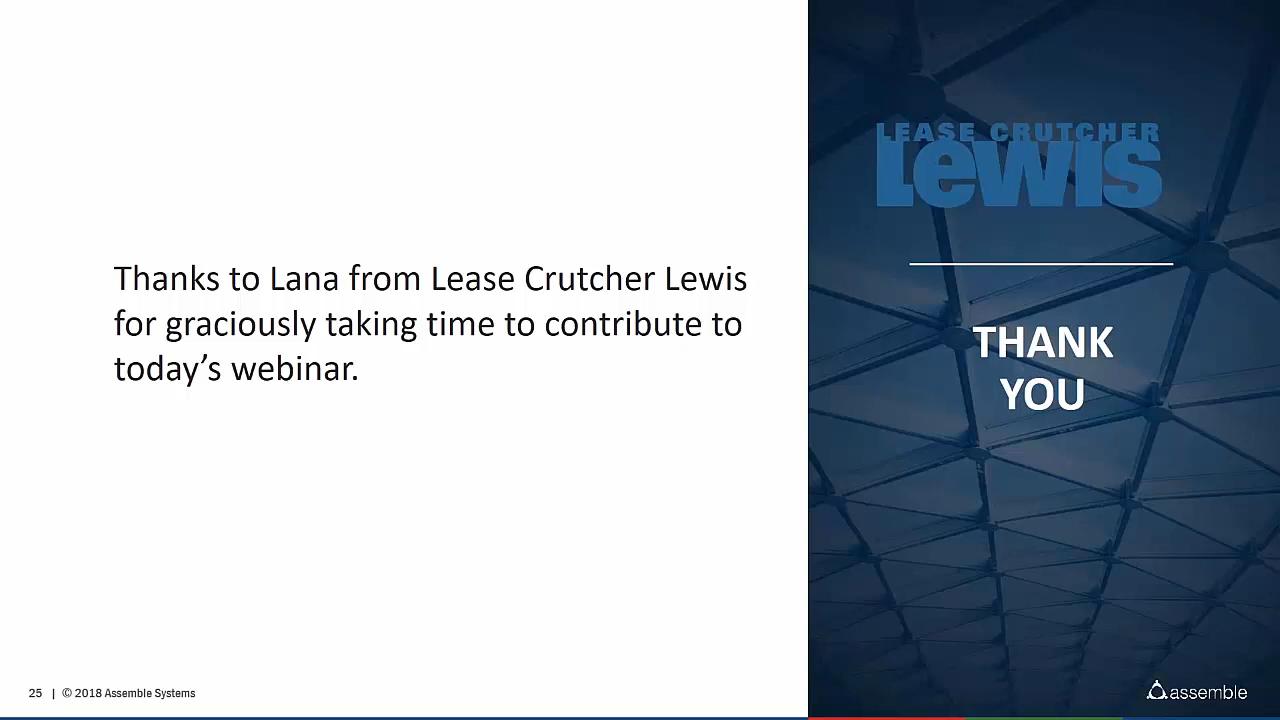 Thanks to Lana from Lease Crutcher Lewis
for graciously taking time to contribute to
today’s webinar.
LEASE CRUTCHER
Lewis
THANK
YOU
25 | © 2018 Assemble Systems
assemble